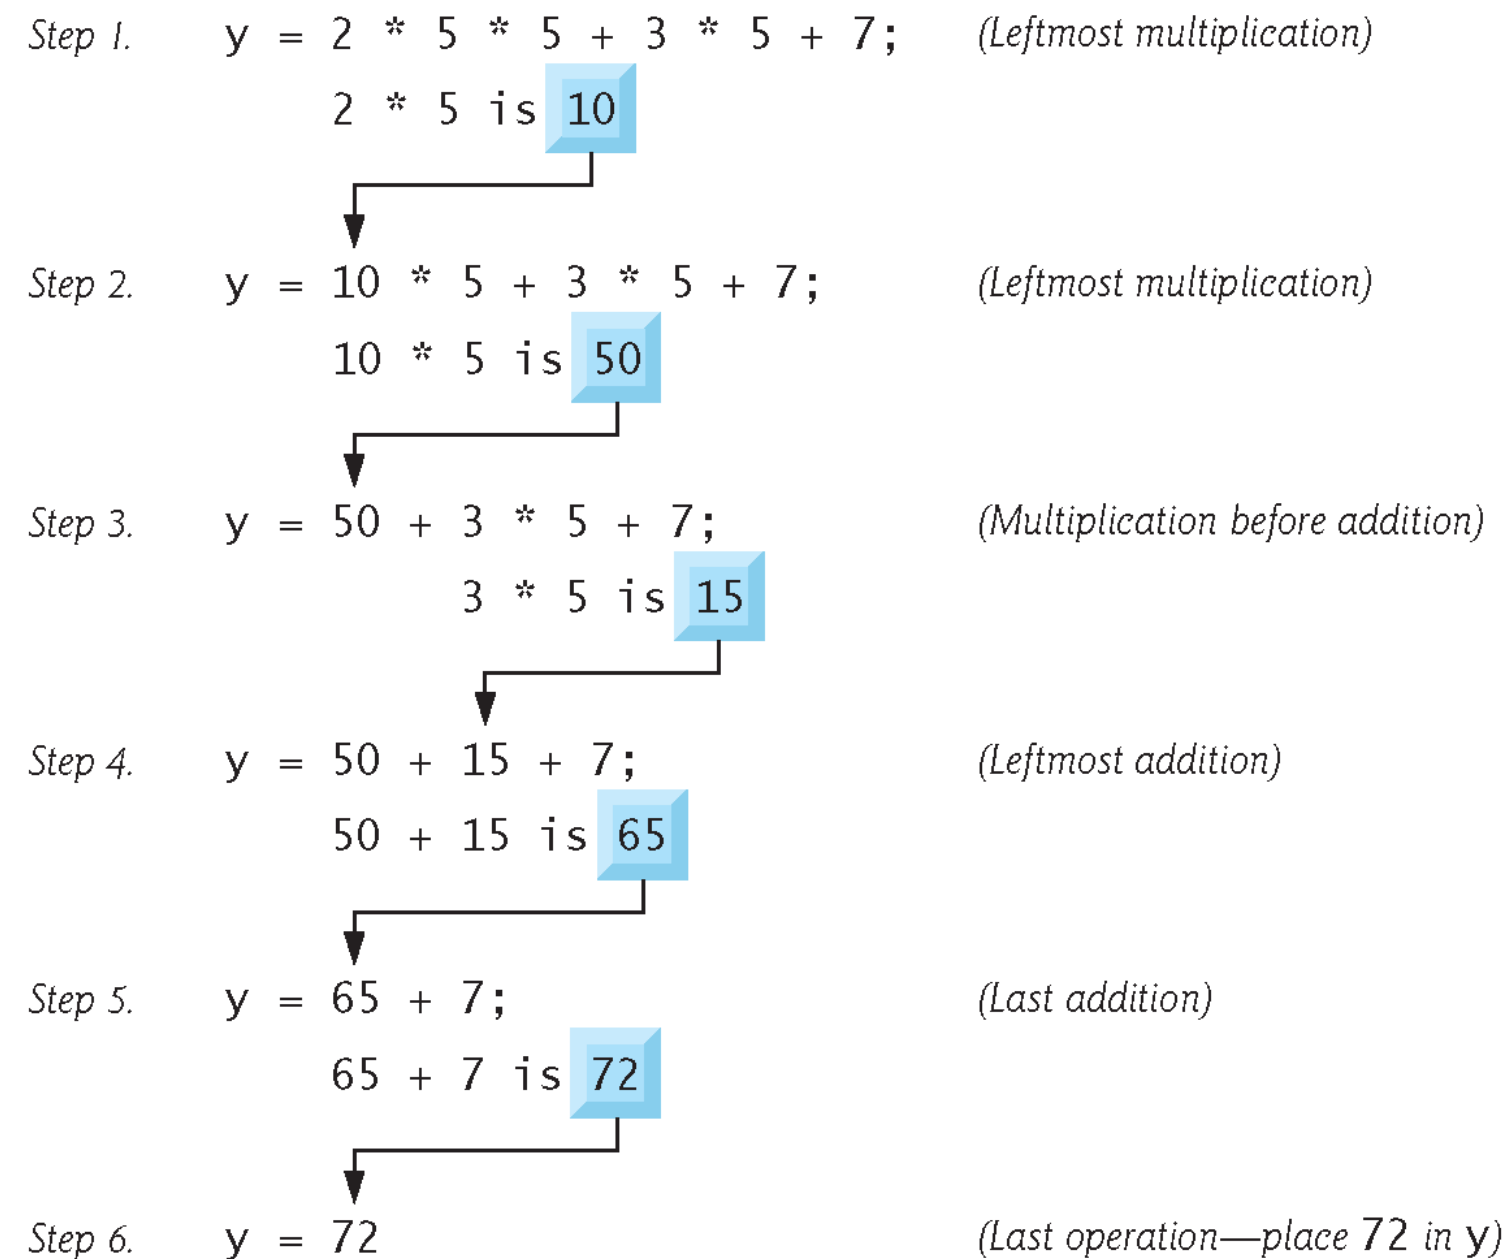 Step 1. y = 2 * 5 * 5 + 3 * 5 + 7; (Leftmost multiplication)
2 * 5 is 10
Step 2. y = 10 * 5 + 3 * 5 + 7; (Leftmost multiplication)
10 * 5 is 50
Step 3. y = 50 + 3 * 5 + 7; (Multiplication before addition)
3 * 5 is 15
Step 4. y = 50 + 15 + 7; (Leftmost addition)
50 + 15 is 65
Step 5. y = 65 + 7; (Last addition)
65 + 7 is 72
Step 6. y = 72 (Last operation—place 72 in y)